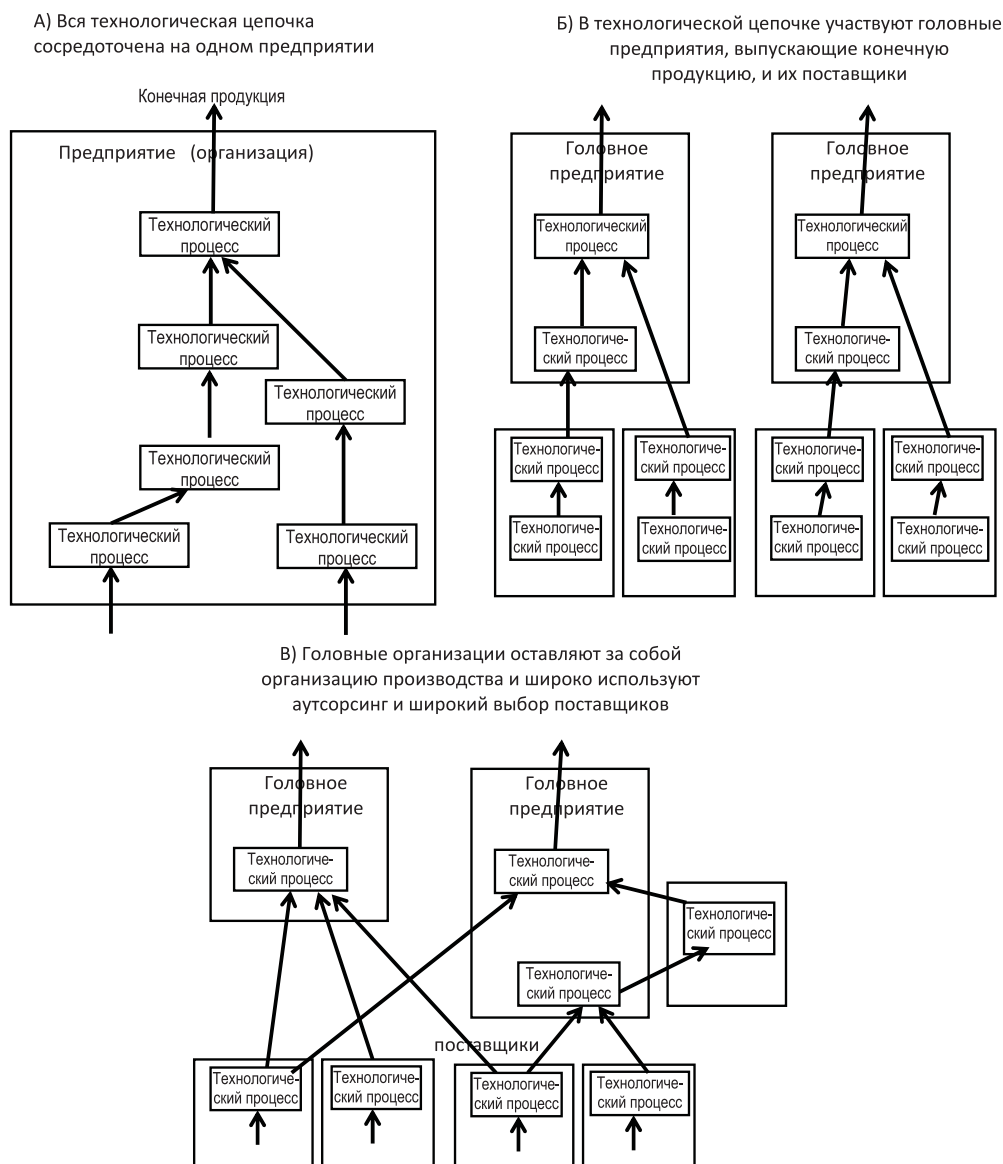 А) Вся технологическая цепочка
сосредоточена на одном предприятии
Конечная продукция
Предприятие (организация)
Технологический
процесс
Технологический
процесс
Технологический
процесс
Технологический
процесс
Технологический
процесс
Технологический
процесс
Б) В технологической цепочке участвуют головные
предприятия, выпускающие конечную
продукцию, и их поставщики
Головное
предприятие
Технологический
процесс
Технологиче-
ский процесс
Технологиче-
ский процесс
Технологиче-
ский процесс
Технологиче-
ский процесс
Технологиче-
ский процесс
Головное
предприятие
Технологический
процесс
Технологиче-
ский процесс
Технологиче-
ский процесс
Технологиче-
ский процесс
Технологиче-
ский процесс
Технологиче-
ский процесс
В) Головные организации оставляют за собой
организацию производства и широко используют
аутсорсинг и широкий выбор поставщиков
Головное
предприятие
Технологиче-
ский процесс
Головное
предприятие
Технологиче-
ский процесс
Технологиче-
ский процесс
Технологиче-
ский процесс
поставщики
Технологиче-
ский процесс
Технологиче-
ский процесс
Технологиче-
ский процесс
Технологиче-
ский процесс